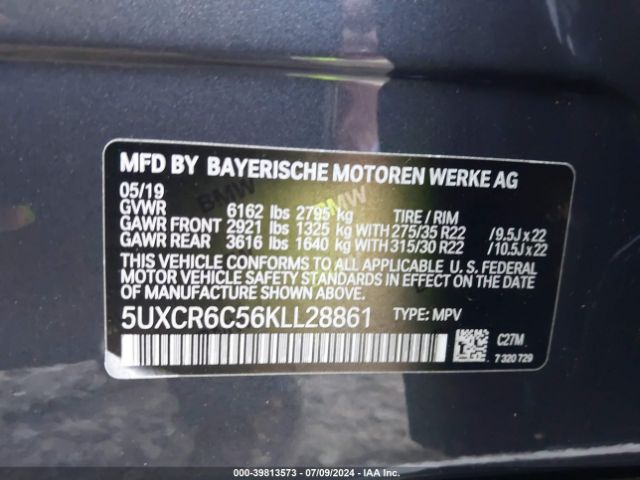 MFD BY BAYERISCHE MOTOREN WERKE AG
05/19
GVWR 6162 lbs 2795 kg TIRE / RIM
GAWR FRONT 2921 lbs 1325 kg WITH 275/35 R22 / 9.5J x 22
GAWR REAR 3616 lbs 1640 kg WITH 315/30 R22 / 10.5J x 22
THIS VEHICLE CONFORMS TO ALL APPLICABLE U. S. FEDERAL
MOTOR VEHICLE SAFETY STANDARDS IN EFFECT ON THE DATE
OF MANUFACTURE SHOWN ABOVE.
5UXCR6C56KLL28861 TYPE: MPV
C27M
7 320 729
BMW
BMW
BMW
000-39813573 - 07/09/2024 - IAA Inc.